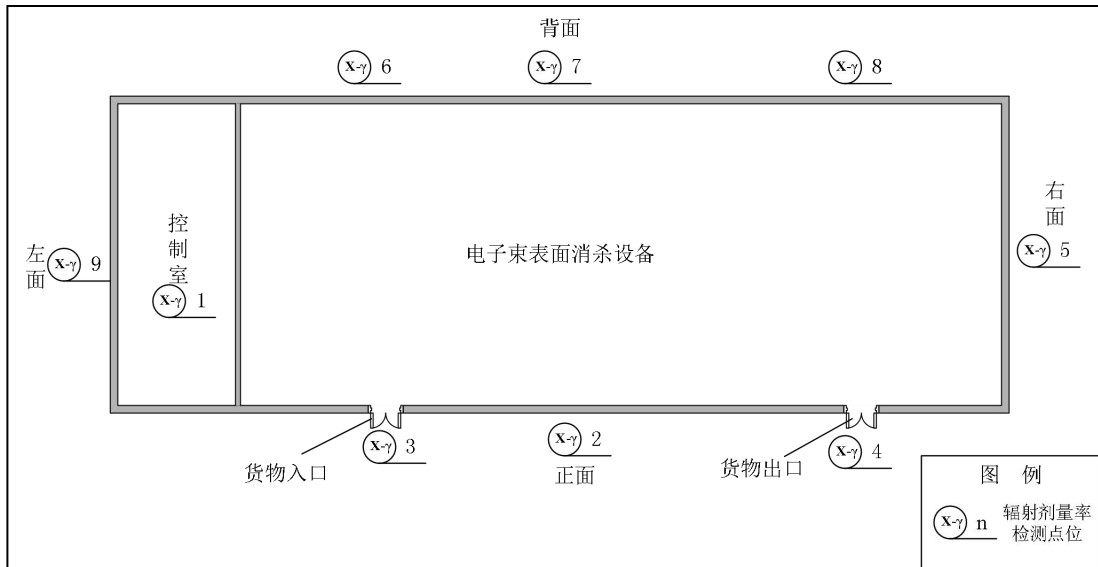 背面
X-γ 6
X-γ 7
X-γ 8
控制室
右面
左面
X-γ 9
电子束表面消杀设备
X-γ 5
X-γ 1
X-γ 3
X-γ 2
X-γ 4
货物入口
正面
货物出口
图 例
X-γ n
辐射剂量率
检测点位